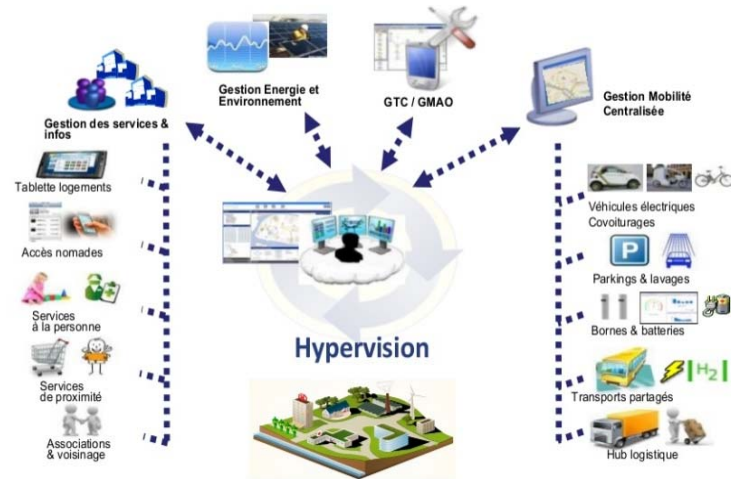 Gestion Energie et
Environnement
GTC / GMAO
Gestion Mobilité
Centralisée
Gestion des services &
infos
Tablette logements
Accès nomades
Services
à la personne
Services
de proximité
Associations
& voisinage
Hypervision
Véhicules électriques
Covoiturages
P
Parkings & lavages
Bornes & batteries
H2
Transports partagés
Hub logistique